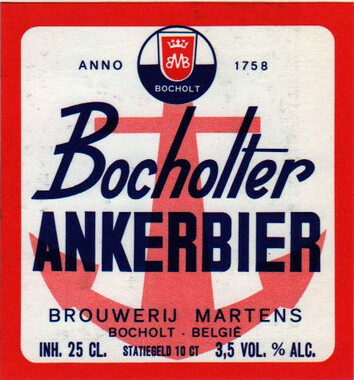 ANNO 1758
BMB
BOCHOLT
Bocholter
ANKERBIER
BROUWERIJ MARTENS
BOCHOLT - BELGIË
INH. 25 CL. STATIEGELD 10 CT 3,5 VOL. % ALC.